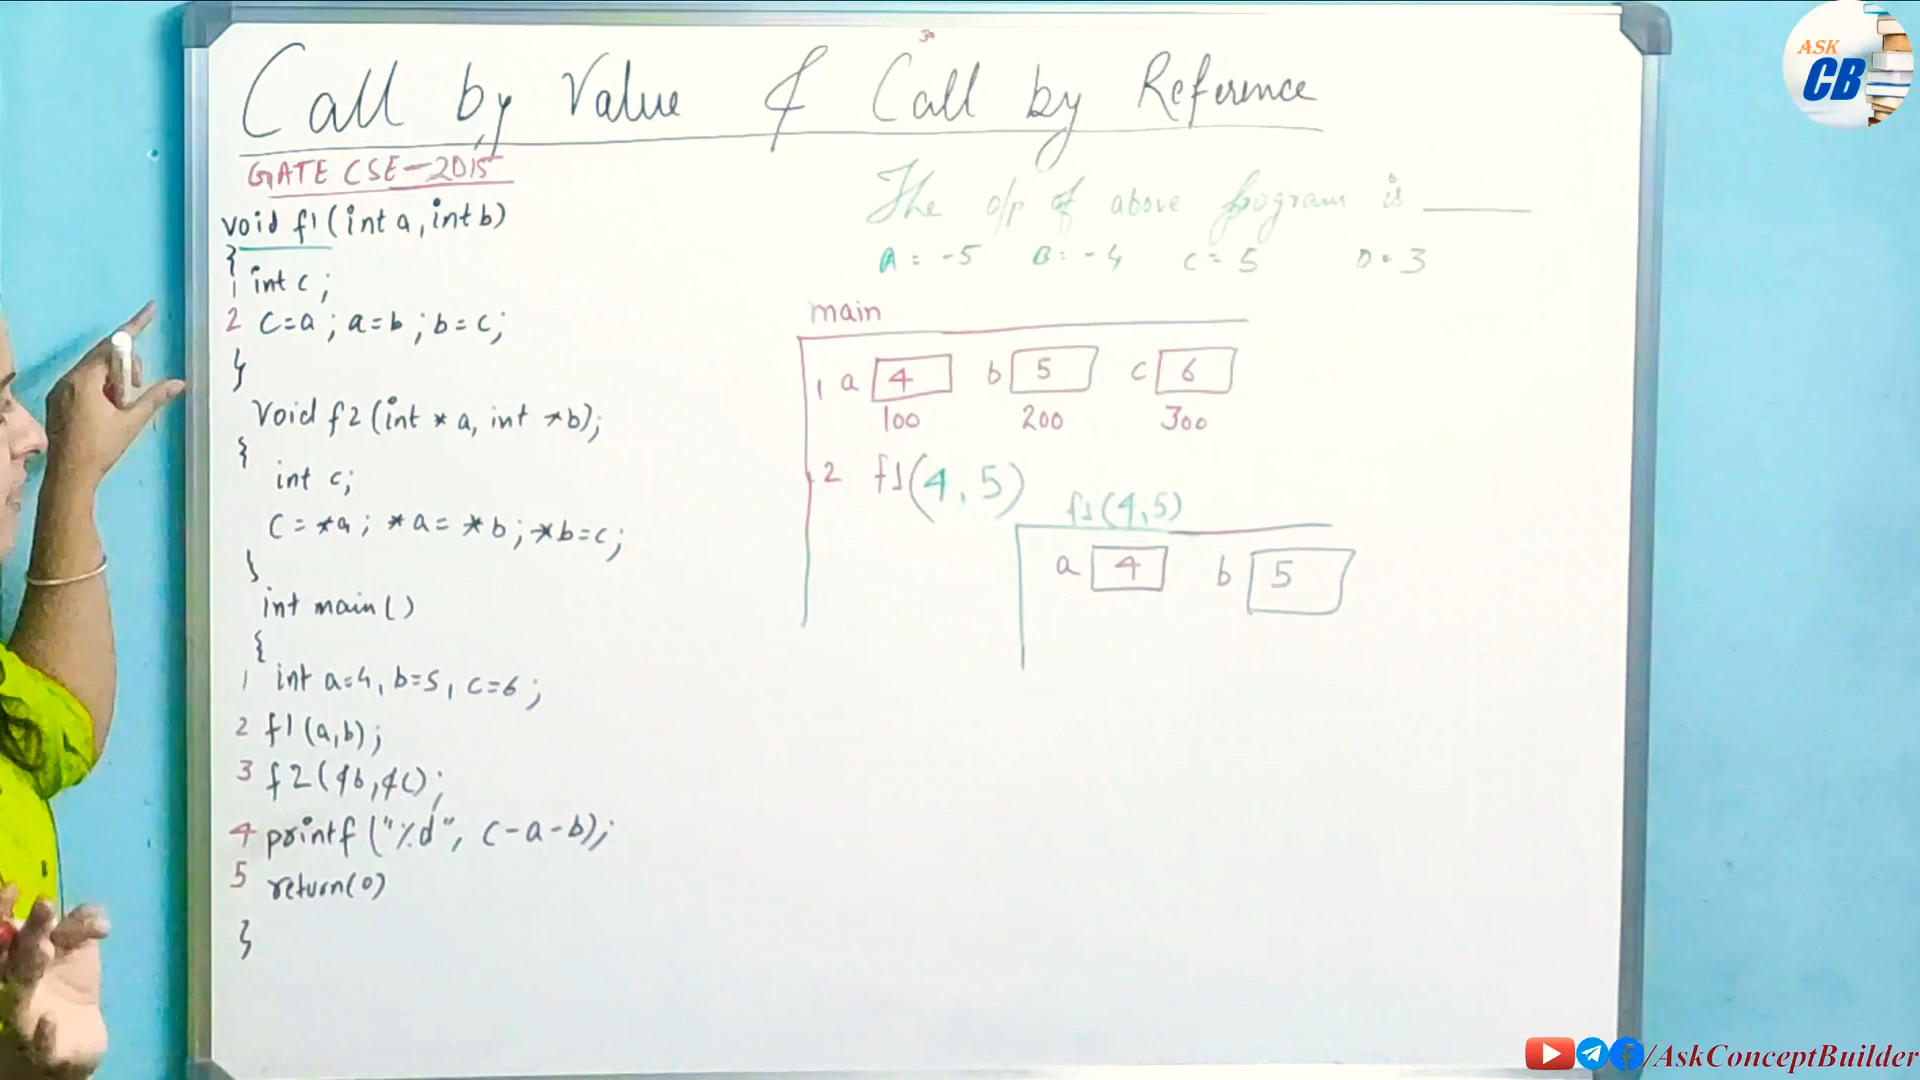 Call by Value & Call by Reference
GATE CSE-2015
void f1(int a, int b)
{
1 int c;
2 c=a; a=b; b=c;
}
Void f2(int *a, int *b);
{
int c;
C=*a; *a=*b; *b=c;
}
int main()
{
1 int a=4, b=5, c=6;
2 f1(a,b);
3 f2(&b,&c);
4 printf("%d", c-a-b);
5 return(0)
}
The o/p of above program is ______
A = -5 B = -4 C = 5 D = 3
main
1 a 4 b 5 c 6
100 200 300
2 f1(4,5)
f1(4,5)
a 4 b 5
ASK
CB
/AskConceptBuilder